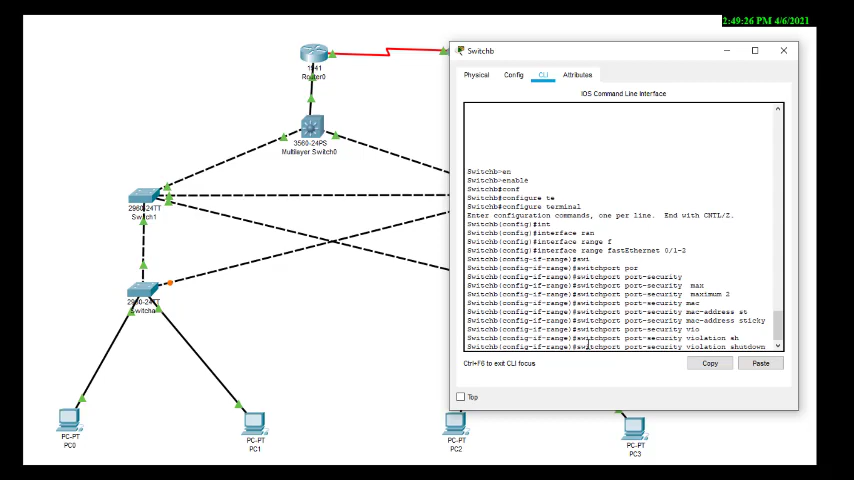 2:49:26 PM 4/6/2021
Switchb
Physical
Config
CLI
Attributes
IOS Command Line Interface
Switchb>en
Switchb>enable
Switchb#conf
Switchb#configure te
Switchb#configure terminal
Enter configuration commands, one per line.  End with CNTL/Z.
Switchb(config)#int
Switchb(config)#interface ran
Switchb(config)#interface range f
Switchb(config)#interface range fastEthernet 0/1-2
Switchb(config-if-range)#swi
Switchb(config-if-range)#switchport por
Switchb(config-if-range)#switchport port-security
Switchb(config-if-range)#switchport port-security  max
Switchb(config-if-range)#switchport port-security  maximum 2
Switchb(config-if-range)#switchport port-security mac
Switchb(config-if-range)#switchport port-security mac-address st
Switchb(config-if-range)#switchport port-security mac-address sticky
Switchb(config-if-range)#switchport port-security vio
Switchb(config-if-range)#switchport port-security violation sh
Switchb(config-if-range)#switchport port-security violation shutdown
Ctrl+F6 to exit CLI focus
Copy
Paste
Top
1941
Router0
3560-24PS
Multilayer Switch0
2960-24TT
Switch1
2960-24TT
Switcha
PC-PT
PC0
PC-PT
PC1
PC-PT
PC2
PC-PT
PC3